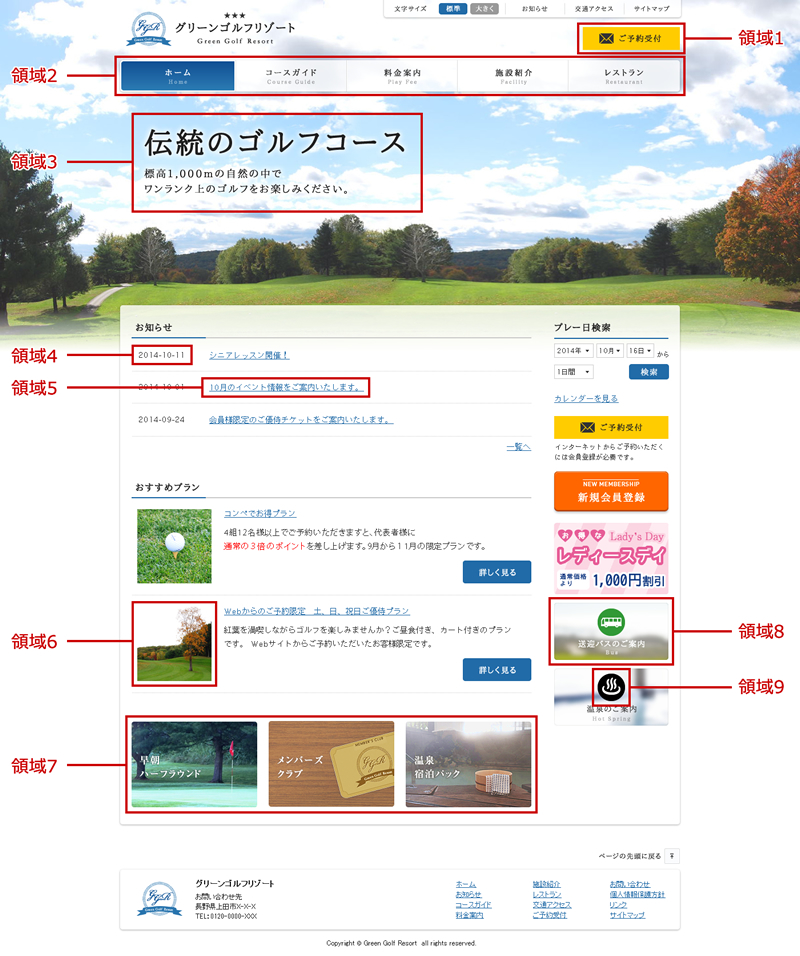 文字サイズ 標準 大きく お知らせ 交通アクセス サイトマップ
★★★
グリーンゴルフリゾート
Green Golf Resort
GGR
Green Golf Resort
ご予約受付
領域1
領域2
ホーム
Home
コースガイド
Course Guide
料金案内
Play Fee
施設紹介
Facility
レストラン
Restaurant
領域3
伝統のゴルフコース
標高1,000mの自然の中で
ワンランク上のゴルフをお楽しみください。
お知らせ
領域4
2014-10-11 シニアレッスン開催！
領域5
2014-10-01 10月のイベント情報をご案内いたします。
2014-09-24 会員様限定のご優待チケットをご案内いたします。
一覧へ
おすすめプラン
コンペでお得プラン
4組12名様以上でご予約いただきますと、代表者様に
通常の３倍のポイントを差し上げます。9月から１１月の限定プランです。
詳しく見る
領域6
Webからのご予約限定　土、日、祝日ご優待プラン
紅葉を満喫しながらゴルフを楽しみませんか？ご昼食付き、カート付きのプラン
です。 Webサイトからご予約いただいたお客様限定です。
詳しく見る
領域7
早朝
ハーフラウンド
メンバーズ
クラブ
MEMBER'S CLUB
GGR
Green Golf Resort
温泉
宿泊パック
プレー日検索
2014年 10月 16日 から
1日間 検索
カレンダーを見る
ご予約受付
インターネットからご予約いただく
には会員登録が必要です。
NEW MEMBERSHIP
新規会員登録
お得な Lady's Day
レディースデイ
通常価格
より
1,000円割引
領域8
送迎バスのご案内
Bus
領域9
温泉のご案内
Hot Spring
ページの先頭に戻る
GGR
Green Golf Resort
グリーンゴルフリゾート
お問い合わせ先
長野県上田市X-X-X
TEL:0120-0000-XXX
ホーム
お知らせ
コースガイド
料金案内
施設紹介
レストラン
交通アクセス
ご予約受付
お問い合わせ
個人情報保護方針
リンク
サイトマップ
Copyright © Green Golf Resort all rights reserved.